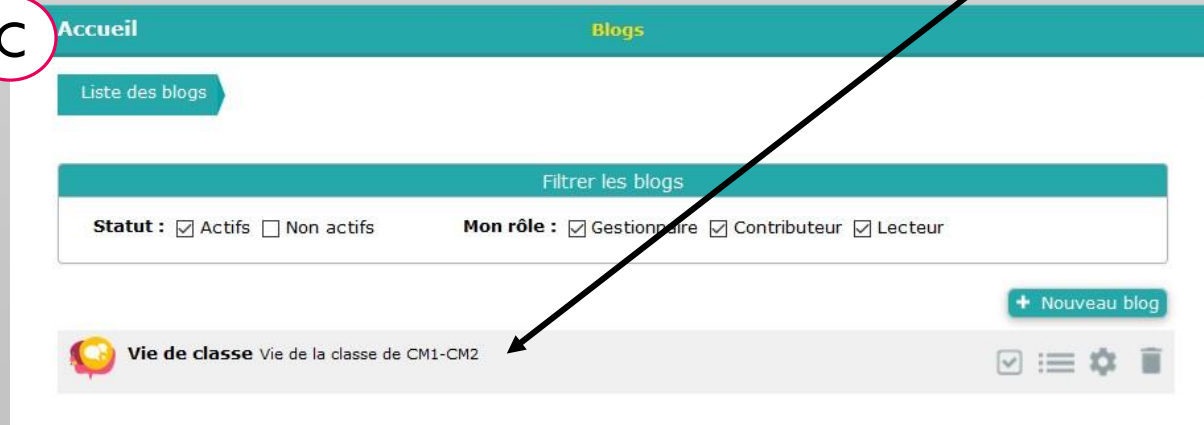 C
Accueil Blogs
Liste des blogs
Filtrer les blogs
Statut : Actifs Non actifs Mon rôle : Gestionnaire Contributeur Lecteur
+ Nouveau blog
Vie de classe Vie de la classe de CM1-CM2